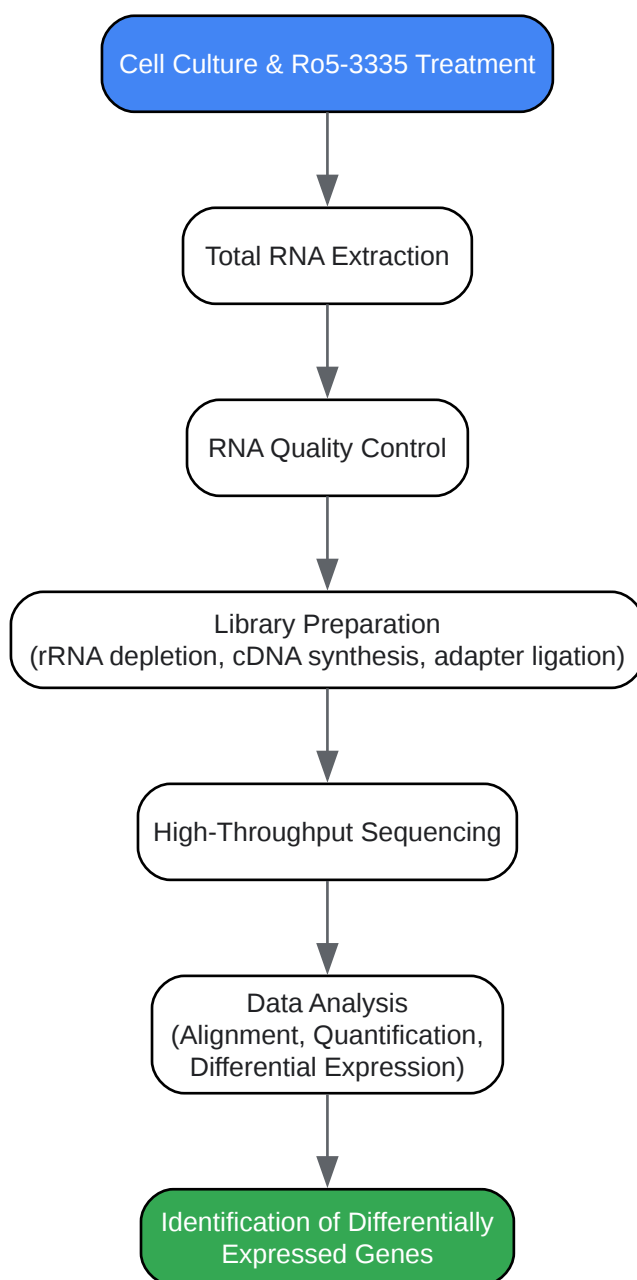 Cell Culture & Ro5-3335 Treatment
Total RNA Extraction
RNA Quality Control
Library Preparation
(rRNA depletion, cDNA synthesis, adapter ligation)
High-Throughput Sequencing
Data Analysis
(Alignment, Quantification,
Differential Expression)
Identification of Differentially
Expressed Genes